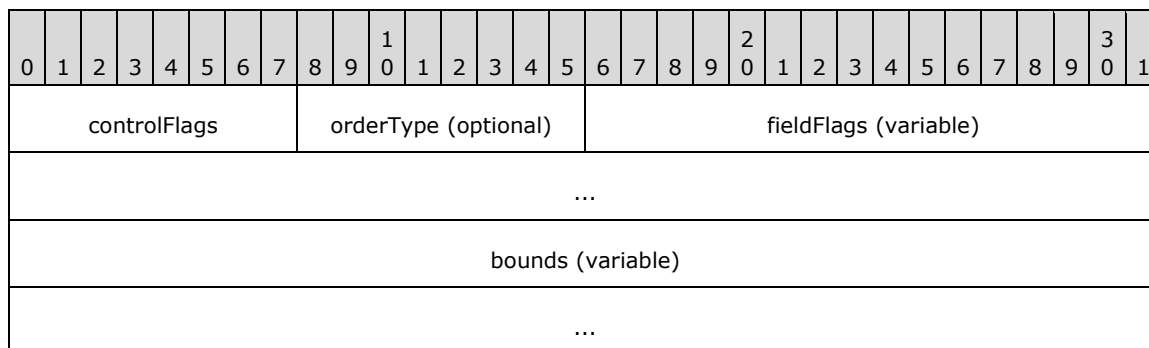 1 2 3
0 1 2 3 4 5 6 7 8 9 0 1 2 3 4 5 6 7 8 9 0 1 2 3 4 5 6 7 8 9 0 1
controlFlags orderType (optional) fieldFlags (variable)
...
bounds (variable)
...